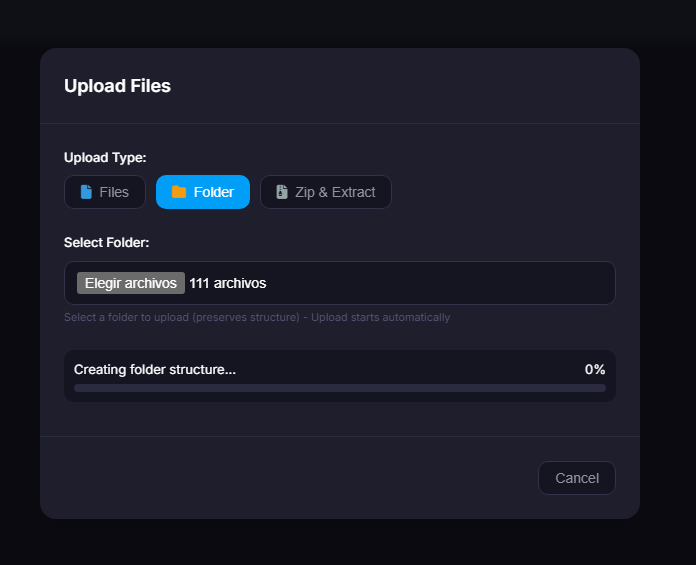 Upload Files
Upload Type:
Files Folder Zip & Extract
Select Folder:
Elegir archivos 111 archivos
Select a folder to upload (preserves structure) - Upload starts automatically
Creating folder structure... 0%
Cancel